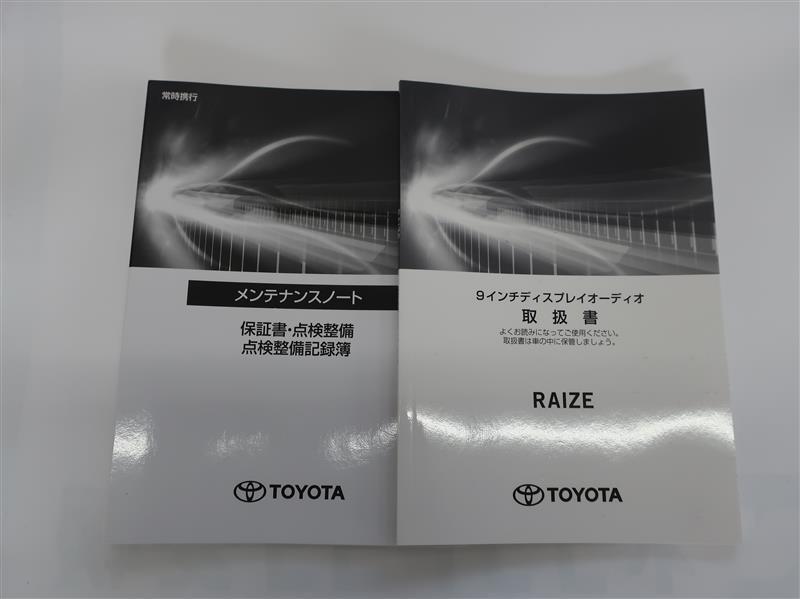 常時携行
メンテナンスノート
保証書・点検整備
点検整備記録簿
TOYOTA
9インチディスプレイオーディオ
取扱書
よくお読みになってご使用ください。
取扱書は車の中に保管しましょう。
RAIZE
TOYOTA